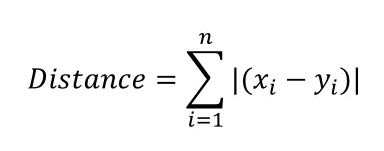 Distance = ∑_{i=1}^{n} |(x_i − y_i)|